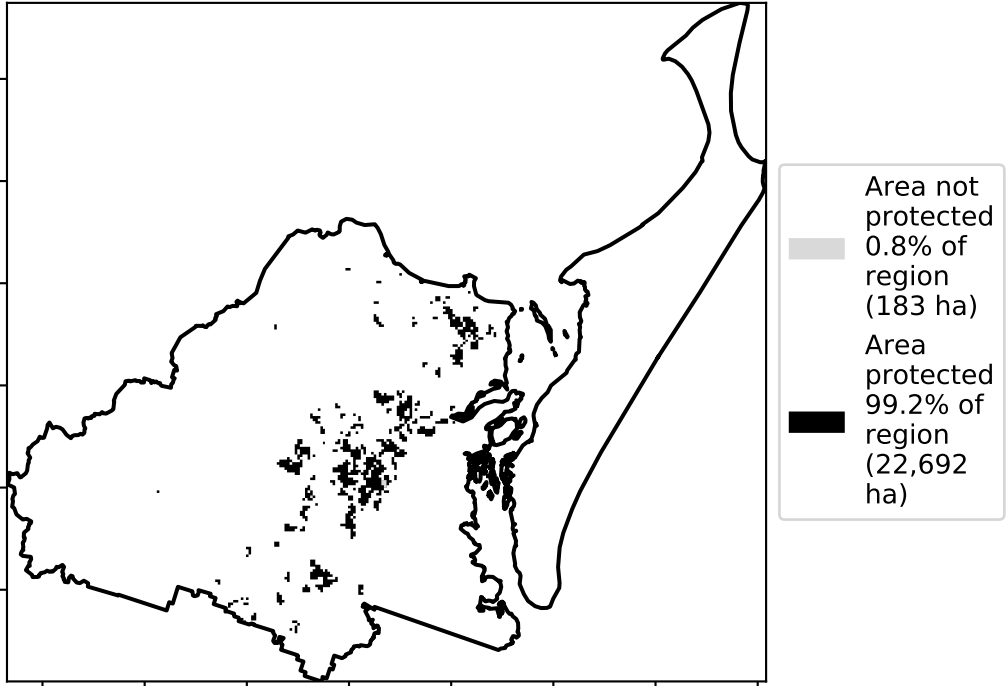 Area not
protected
0.8% of
region
(183 ha)
Area
protected
99.2% of
region
(22,692
ha)